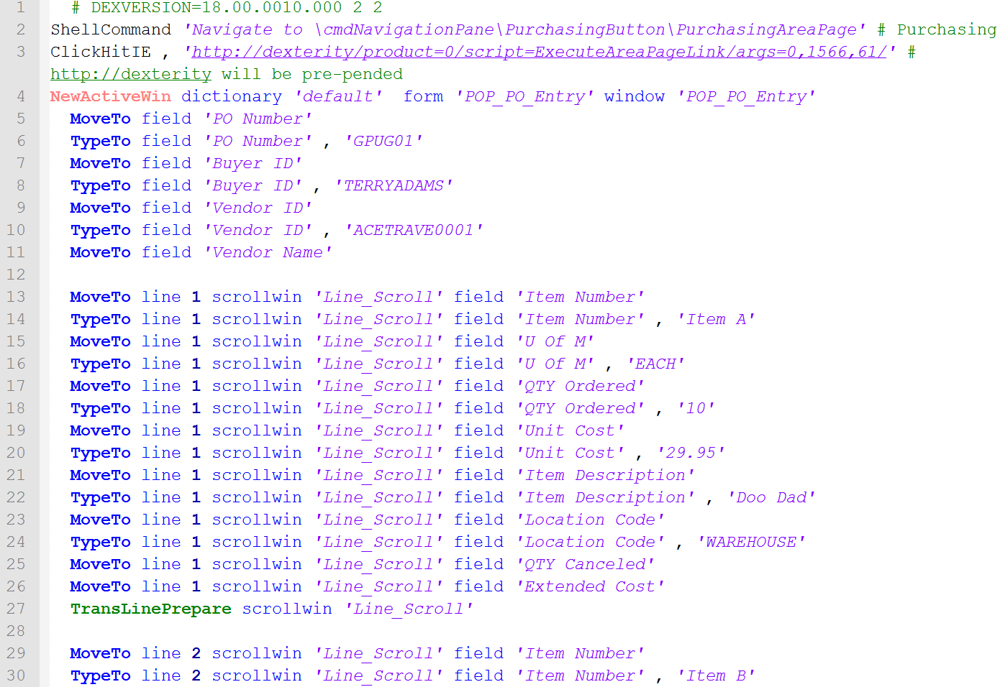 1 # DEXVERSION=18.00.0010.000 2 2
2 ShellCommand 'Navigate to \cmdNavigationPane\PurchasingButton\PurchasingAreaPage' # Purchasing
3 ClickHitIE , 'http://dexterity/product=0/script=ExecuteAreaPageLink/args=0,1566,61/' #
http://dexterity will be pre-pended
4 NewActiveWin dictionary 'default'  form 'POP_PO_Entry' window 'POP_PO_Entry'
5 MoveTo field 'PO Number'
6 TypeTo field 'PO Number' , 'GPUG01'
7 MoveTo field 'Buyer ID'
8 TypeTo field 'Buyer ID' , 'TERRYADAMS'
9 MoveTo field 'Vendor ID'
10 TypeTo field 'Vendor ID' , 'ACETRAVE0001'
11 MoveTo field 'Vendor Name'
12
13 MoveTo line 1 scrollwin 'Line_Scroll' field 'Item Number'
14 TypeTo line 1 scrollwin 'Line_Scroll' field 'Item Number' , 'Item A'
15 MoveTo line 1 scrollwin 'Line_Scroll' field 'U Of M'
16 TypeTo line 1 scrollwin 'Line_Scroll' field 'U Of M' , 'EACH'
17 MoveTo line 1 scrollwin 'Line_Scroll' field 'QTY Ordered'
18 TypeTo line 1 scrollwin 'Line_Scroll' field 'QTY Ordered' , '10'
19 MoveTo line 1 scrollwin 'Line_Scroll' field 'Unit Cost'
20 TypeTo line 1 scrollwin 'Line_Scroll' field 'Unit Cost' , '29.95'
21 MoveTo line 1 scrollwin 'Line_Scroll' field 'Item Description'
22 TypeTo line 1 scrollwin 'Line_Scroll' field 'Item Description' , 'Doo Dad'
23 MoveTo line 1 scrollwin 'Line_Scroll' field 'Location Code'
24 TypeTo line 1 scrollwin 'Line_Scroll' field 'Location Code' , 'WAREHOUSE'
25 MoveTo line 1 scrollwin 'Line_Scroll' field 'QTY Canceled'
26 MoveTo line 1 scrollwin 'Line_Scroll' field 'Extended Cost'
27 TransLinePrepare scrollwin 'Line_Scroll'
28
29 MoveTo line 2 scrollwin 'Line_Scroll' field 'Item Number'
30 TypeTo line 2 scrollwin 'Line_Scroll' field 'Item Number' , 'Item B'